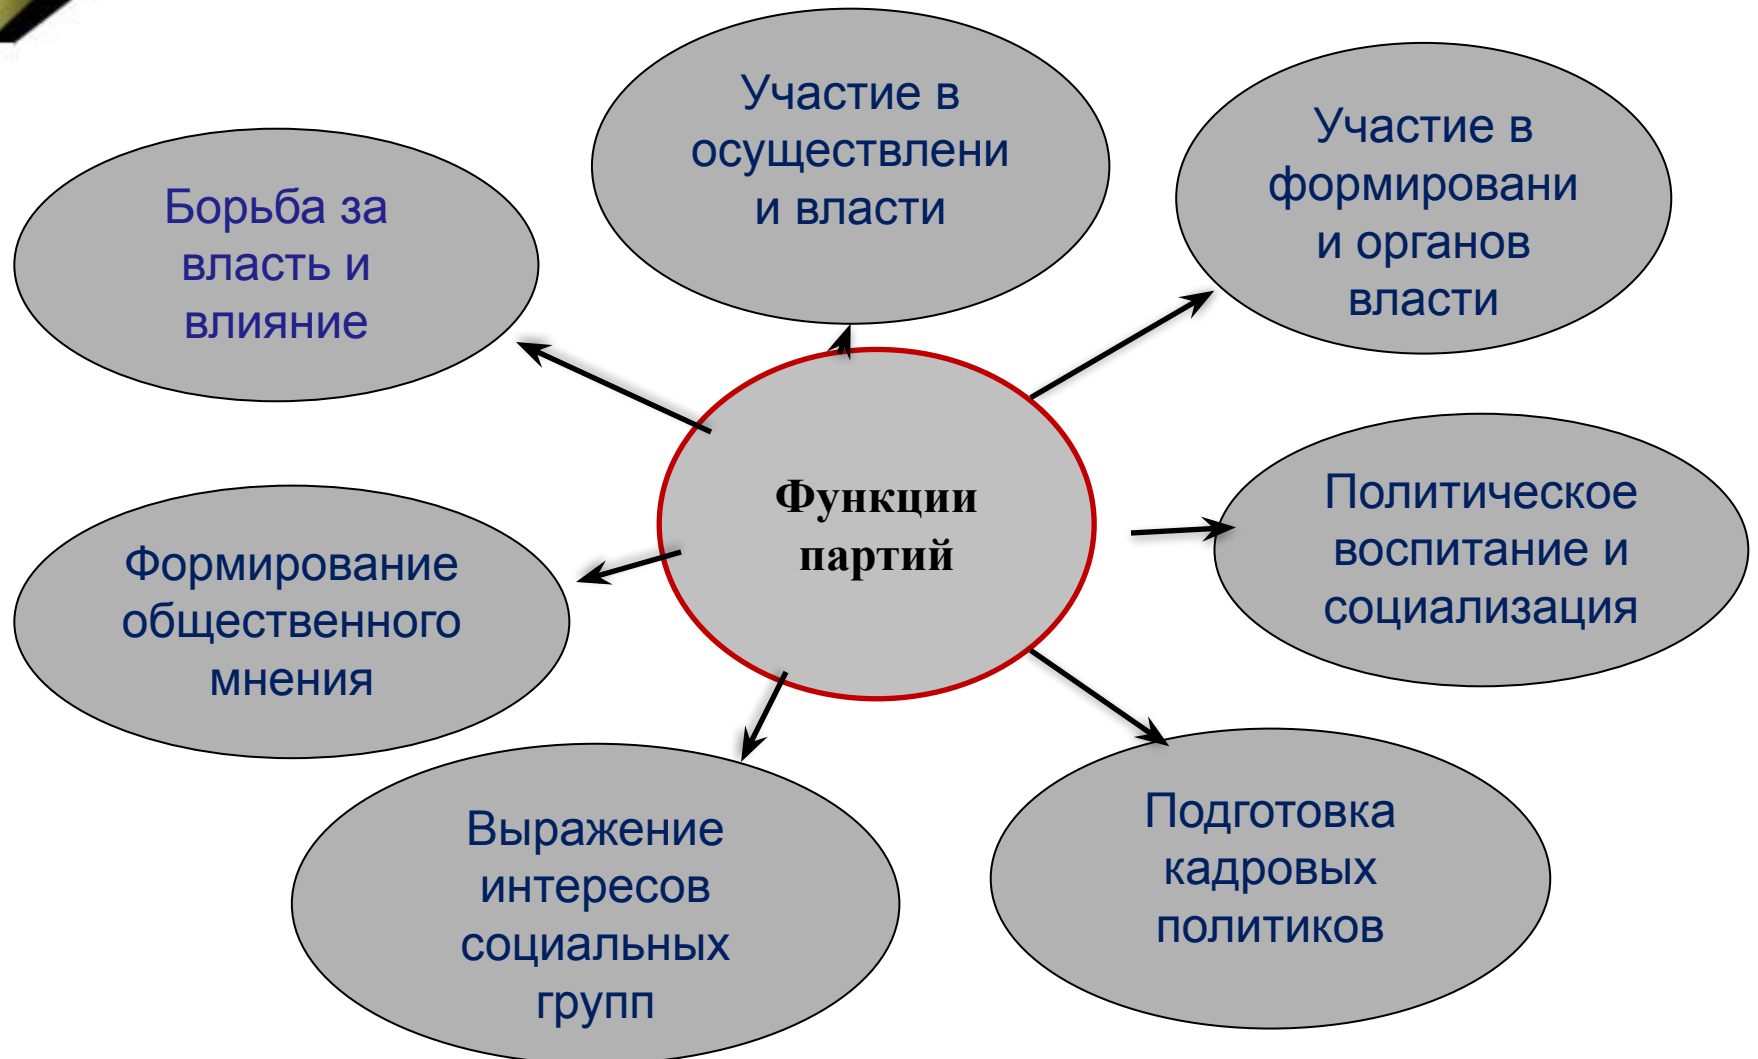 Участие в
осуществлени
и власти
Участие в
формировани
и органов
власти
Борьба за
власть и
влияние
Функции
партий
Политическое
воспитание и
социализация
Формирование
общественного
мнения
Выражение
интересов
социальных
групп
Подготовка
кадровых
политиков